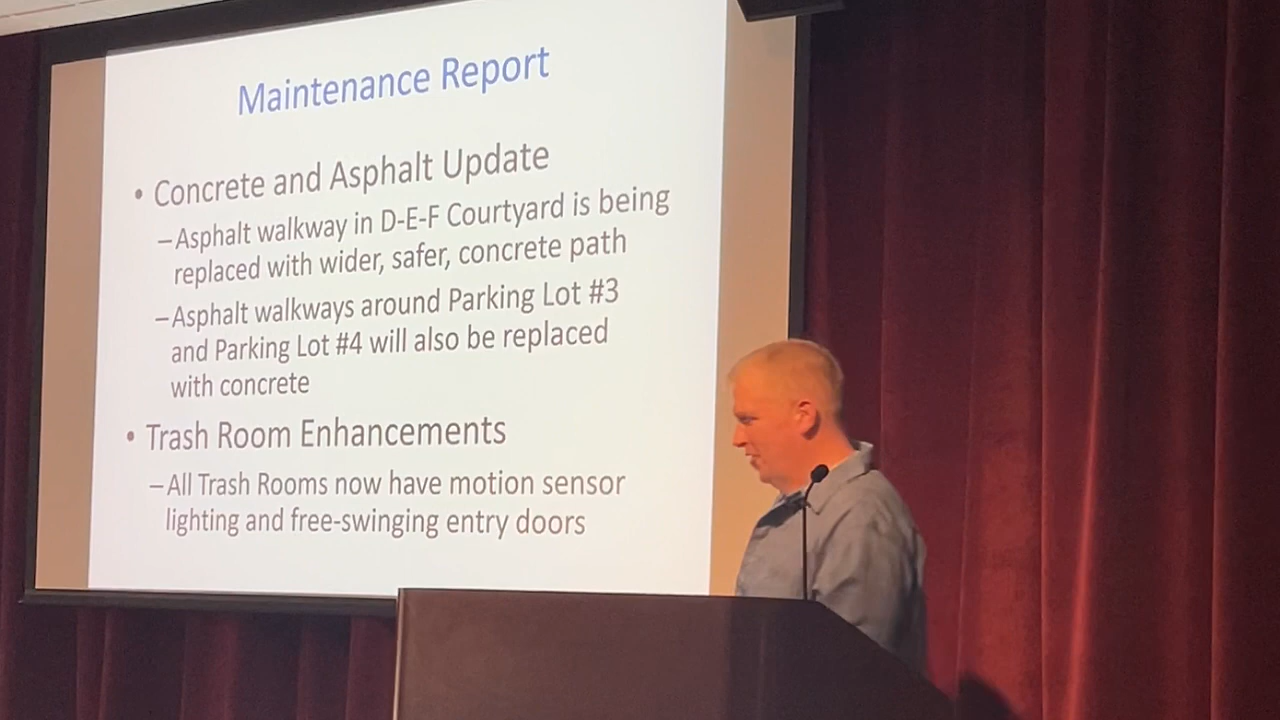 Maintenance Report
• Concrete and Asphalt Update
–Asphalt walkway in D-E-F Courtyard is being
replaced with wider, safer, concrete path
–Asphalt walkways around Parking Lot #3
and Parking Lot #4 will also be replaced
with concrete
• Trash Room Enhancements
–All Trash Rooms now have motion sensor
lighting and free-swinging entry doors